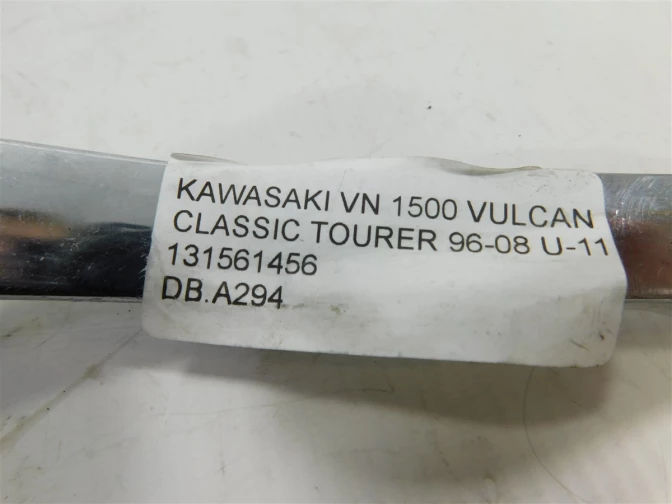 KAWASAKI VN 1500 VULCAN
CLASSIC TOURER 96-08 U-11
131561456
DB.A294